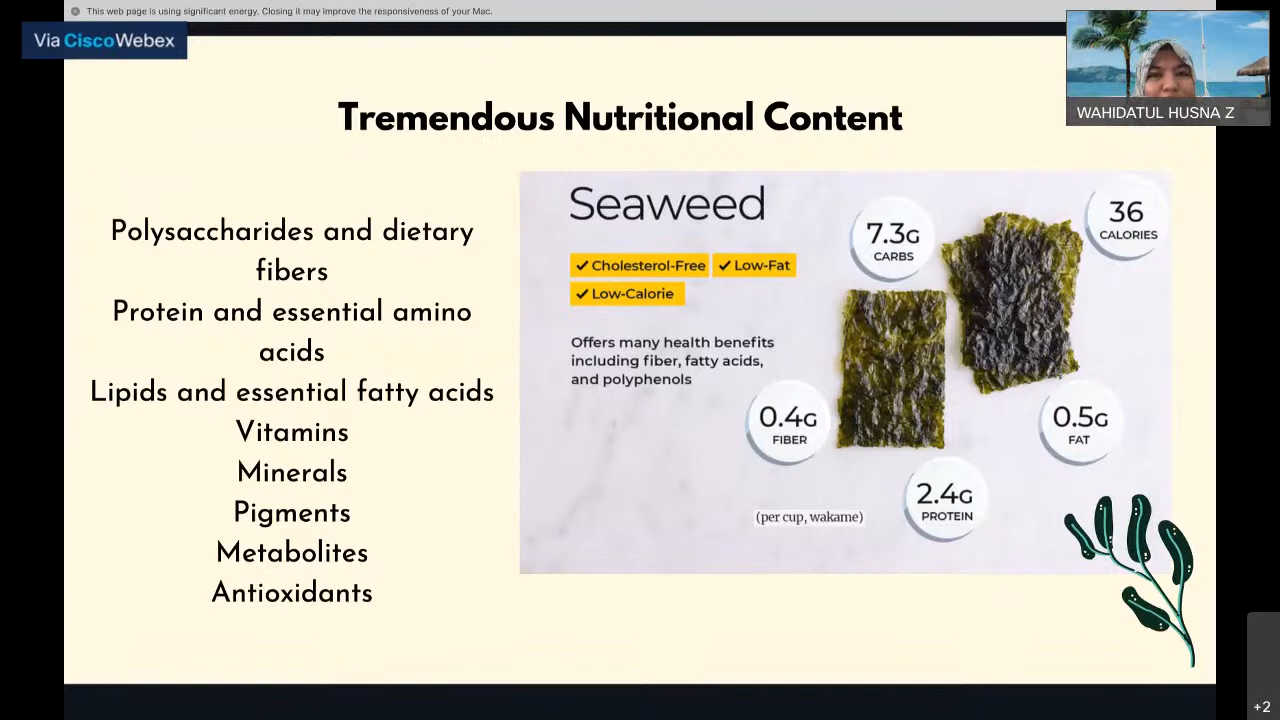 This web page is using significant energy. Closing it may improve the responsiveness of your Mac.
Via CiscoWebex
WAHIDATUL HUSNA Z
Tremendous Nutritional Content
Polysaccharides and dietary
fibers
Protein and essential amino
acids
Lipids and essential fatty acids
Vitamins
Minerals
Pigments
Metabolites
Antioxidants
Seaweed
✓ Cholesterol-Free ✓ Low-Fat
✓ Low-Calorie
Offers many health benefits
including fiber, fatty acids,
and polyphenols
7.3G
CARBS
36
CALORIES
0.4G
FIBER
0.5G
FAT
2.4G
PROTEIN
(per cup, wakame)
+2